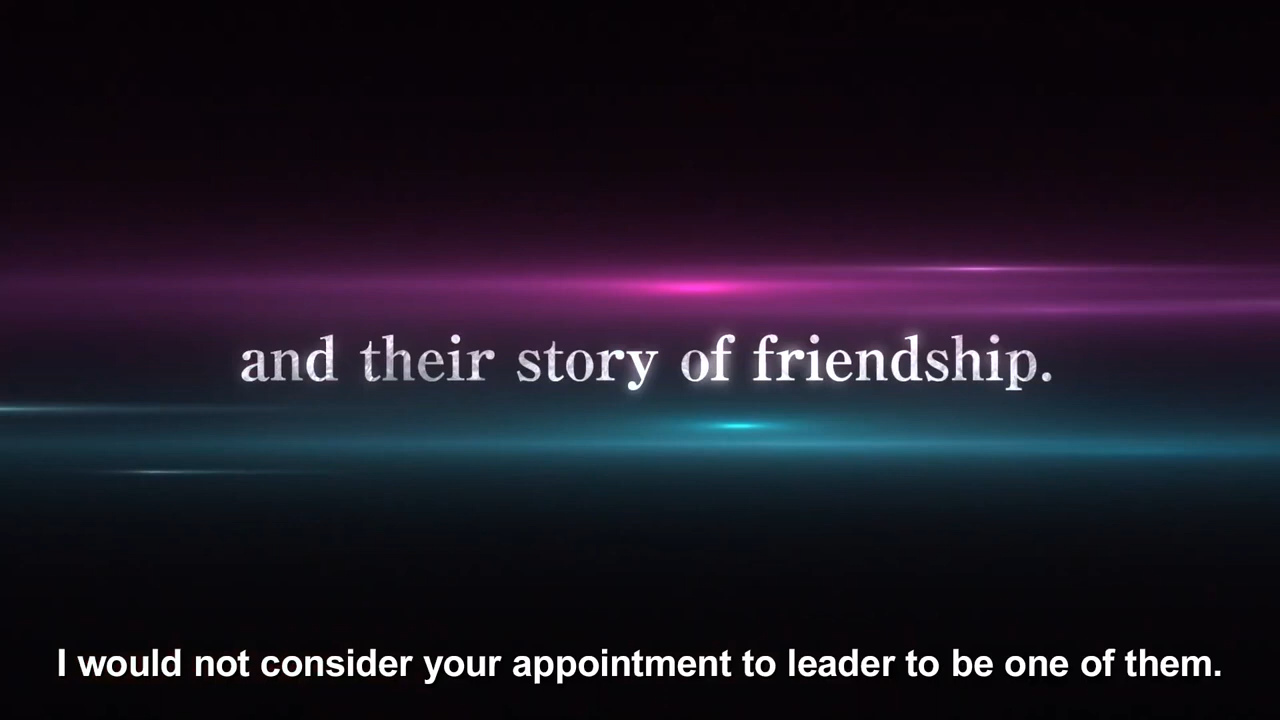 and their story of friendship.
I would not consider your appointment to leader to be one of them.